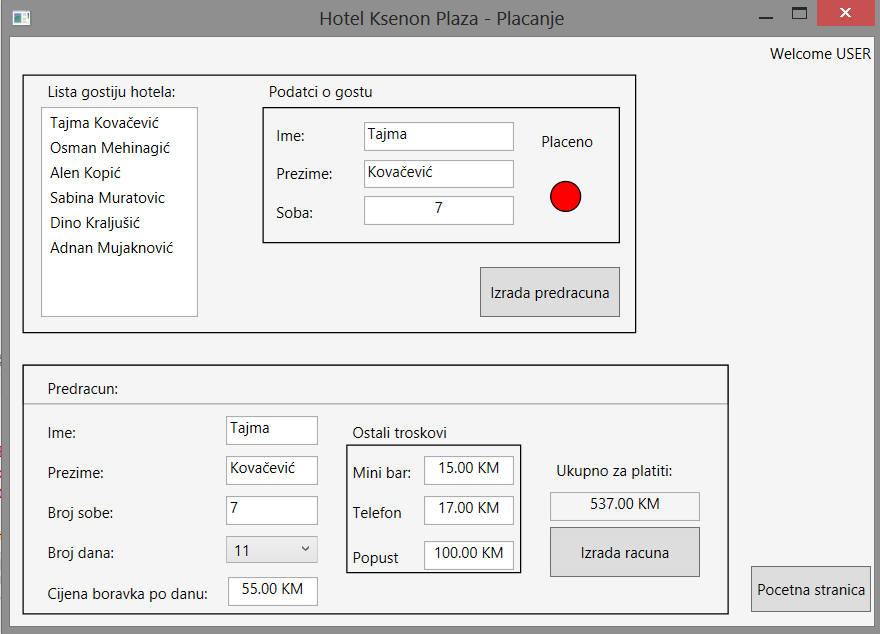 Hotel Ksenon Plaza - Placanje
Welcome USER
Lista gostiju hotela:
Tajma Kovačević
Osman Mehinagić
Alen Kopić
Sabina Muratovic
Dino Kraljušić
Adnan Mujaknović
Podatci o gostu
Ime: Tajma
Prezime: Kovačević
Soba: 7
Placeno
Izrada predracuna
Predracun:
Ime: Tajma
Prezime: Kovačević
Broj sobe: 7
Broj dana: 11
Cijena boravka po danu: 55.00 KM
Ostali troskovi
Mini bar: 15.00 KM
Telefon 17.00 KM
Popust 100.00 KM
Ukupno za platiti:
537.00 KM
Izrada racuna
Pocetna stranica